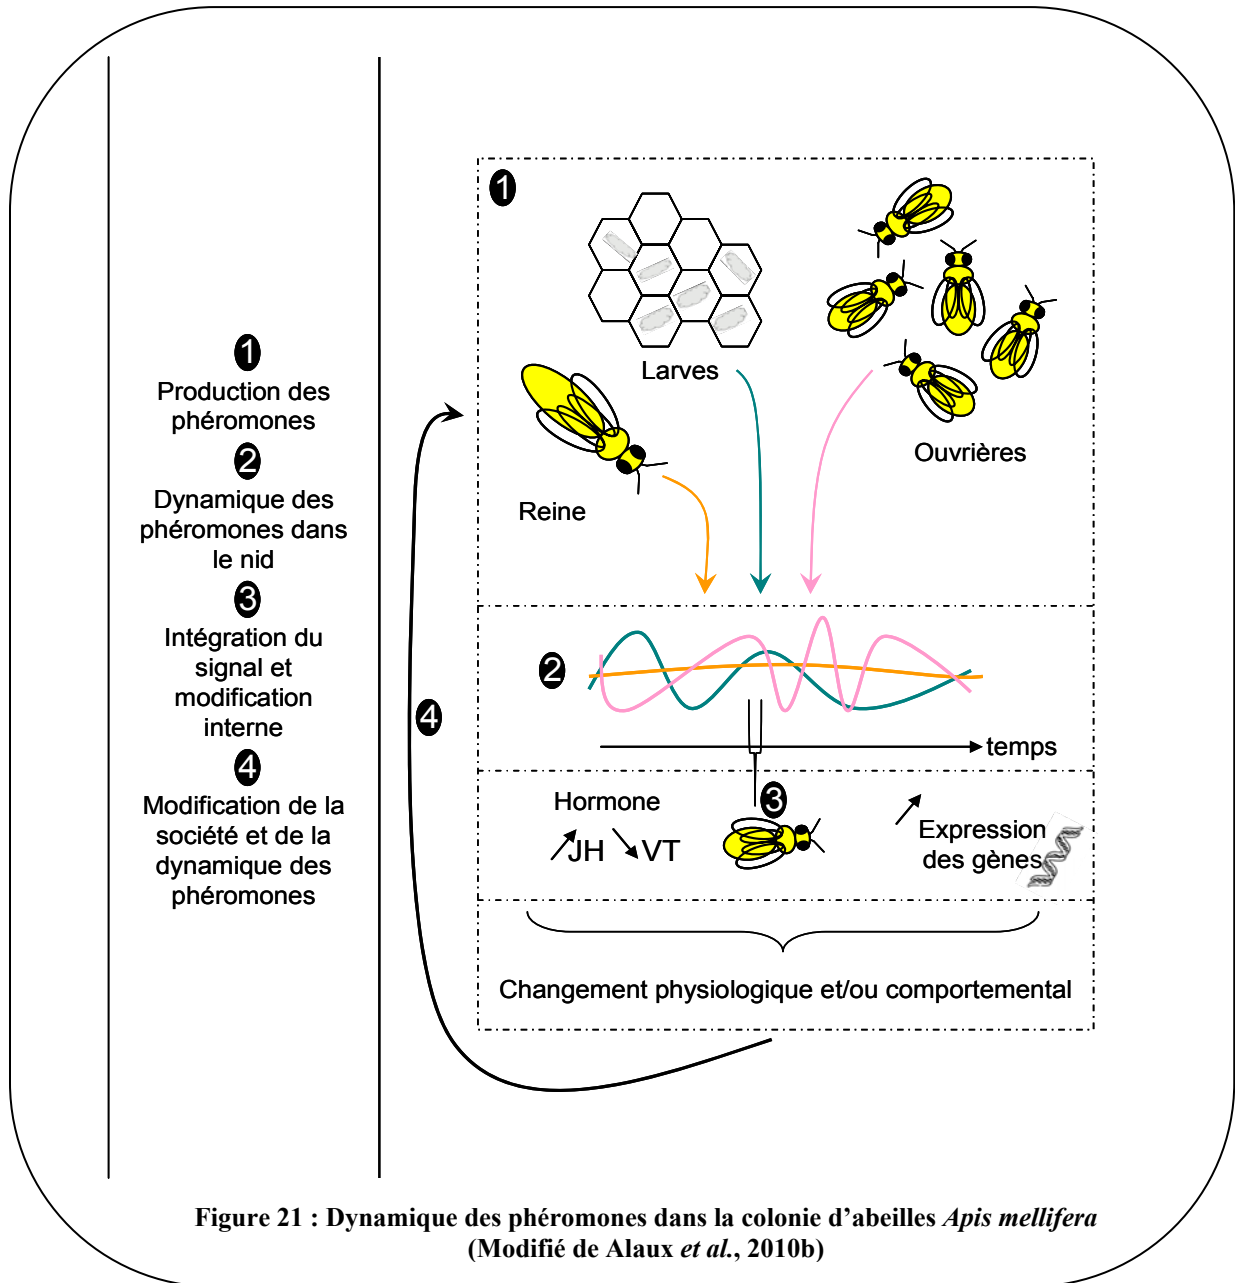 1
Production des
phéromones
2
Dynamique des
phéromones dans
le nid
3
Intégration du
signal et
modification
interne
4
Modification de la
société et de la
dynamique des
phéromones
1
Larves
Ouvrières
Reine
2
4
temps
Hormone
JH VT
3
Expression
des gènes
Changement physiologique et/ou comportemental
Figure 21 : Dynamique des phéromones dans la colonie d’abeilles Apis mellifera
(Modifié de Alaux et al., 2010b)